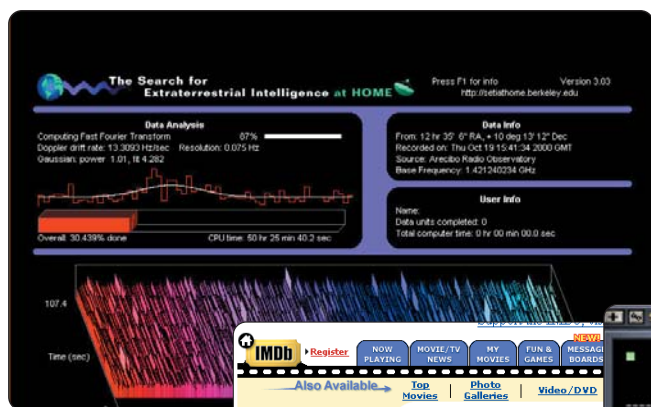 The Search for
Extraterrestrial Intelligence at HOME
Press F1 for info Version 3.03
http://setiathome.berkeley.edu
Data Analysis
Computing Fast Fourier Transform 67%
Doppler drift rate: 13.3093 Hz/sec Resolution: 0.075 Hz
Gaussian: power 1.01, fit 4.282
Overall: 30.439% done CPU time: 50 hr 25 min 40.2 sec
Data Info
From: 12 hr 35' 6" RA, + 10 deg 13' 12" Dec
Recorded on: Thu Oct 19 15:41:34 2000 GMT
Source: Arecibo Radio Observatory
Base Frequency: 1.421240234 GHz
User Info
Name:
Data units completed: 0
Total computer time: 0 hr 00 min 00.0 sec
107.4
Time (sec)
IMDb
Register
NOW
PLAYING
MOVIE/TV
NEWS
MY
MOVIES
FUN &
GAMES
NEW!
MESSAG
BOARDS
Also Available
Top
Movies
Photo
Galleries
Video/DVD